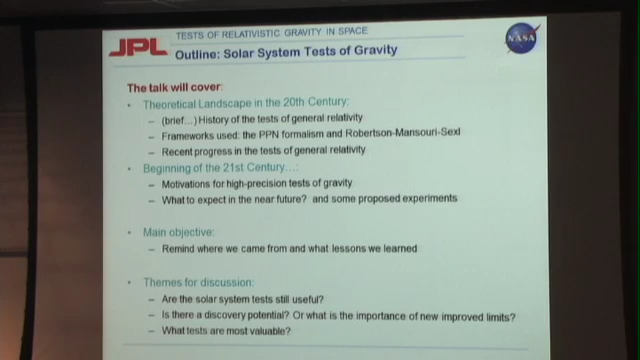 TESTS OF RELATIVISTIC GRAVITY IN SPACE
JPL
Outline: Solar System Tests of Gravity
NASA
The talk will cover:
• Theoretical Landscape in the 20th Century:
– (brief...) History of the tests of general relativity
– Frameworks used: the PPN formalism and Robertson-Mansouri-Sexl
– Recent progress in the tests of general relativity
• Beginning of the 21st Century...:
– Motivations for high-precision tests of gravity
– What to expect in the near future? and some proposed experiments
• Main objective:
– Remind where we came from and what lessons we learned
• Themes for discussion:
– Are the solar system tests still useful?
– Is there a discovery potential? Or what is the importance of new improved limits?
– What tests are most valuable?